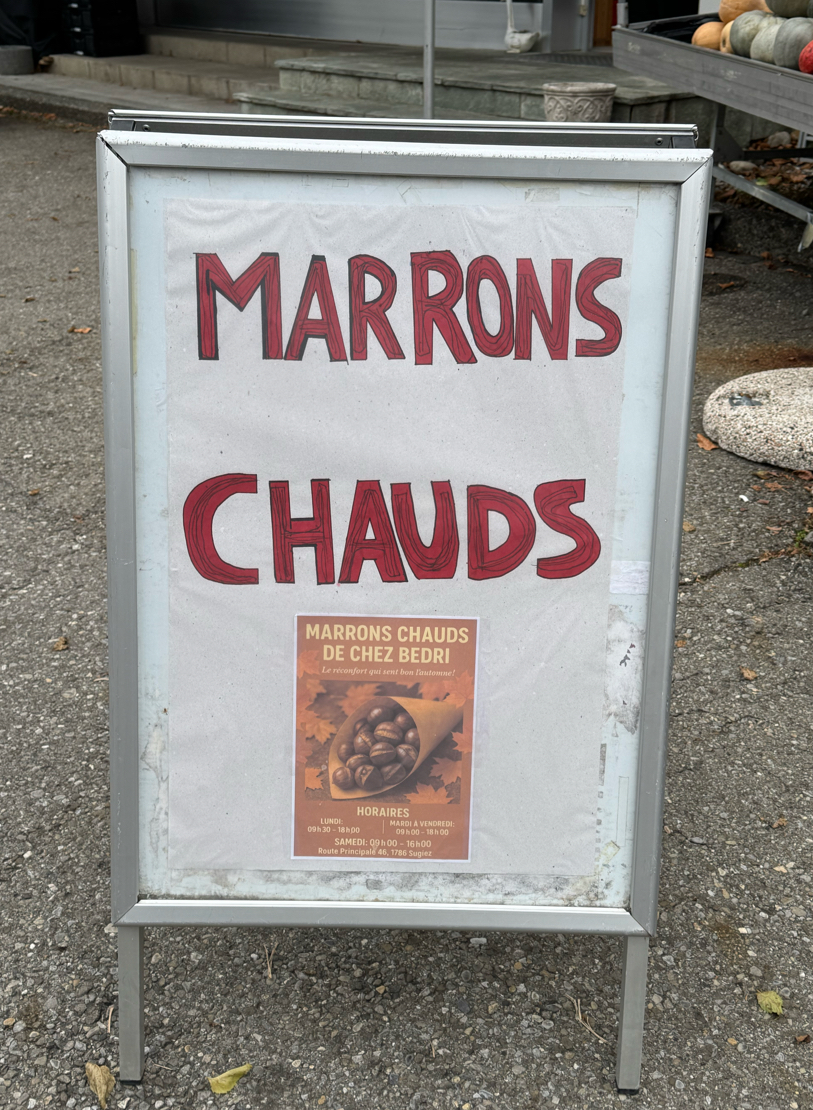 MARRONS
CHAUDS
MARRONS CHAUDS
DE CHEZ BEDRI
Le réconfort qui sent bon l'automne!
HORAIRES
LUNDI:
09h30 – 18h00
MARDI À VENDREDI:
09h00 – 18h00
SAMEDI: 09h00 – 16h00
Route Principale 46, 1786 Sugiez